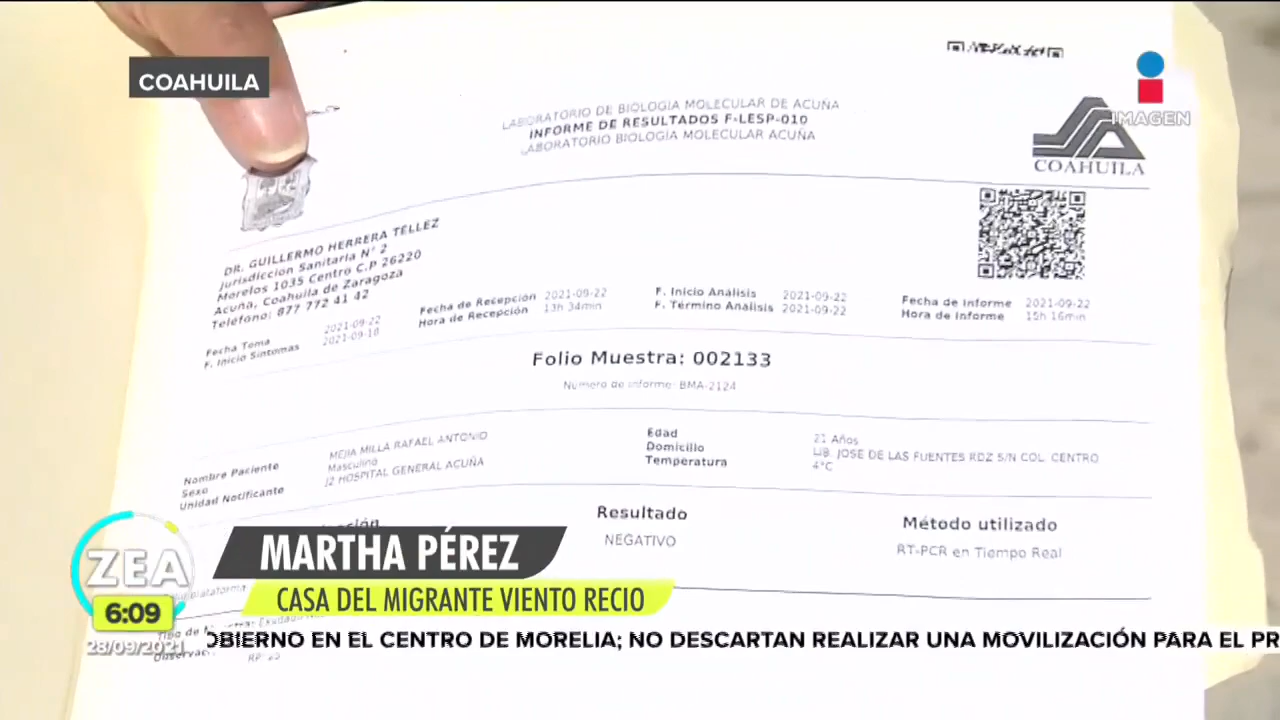 COAHUILA
IMAGEN
LABORATORIO DE BIOLOGIA MOLECULAR DE ACUÑA
INFORME DE RESULTADOS F-LESP-010
LABORATORIO BIOLOGIA MOLECULAR ACUÑA
COAHUILA
DR. GUILLERMO HERRERA TELLEZ
Jurisdiccion Sanitaria N° 2
Morelos 1035 Centro C.P 26220
Acuña, Coahuila de Zaragoza
Teléfono: 877 772 41 42
Fecha Toma 2021-09-22
F. Inicio Sintomas 2021-09-18
Fecha de Recepción 2021-09-22
Hora de Recepción 13h 34min
F. Inicio Análisis 2021-09-22
F. Término Análisis 2021-09-22
Fecha de Informe 2021-09-22
Hora de Informe 15h 16min
Folio Muestra: 002133
Numero de informe: BMA-2124
Nombre Paciente MEJIA MILLA RAFAEL ANTONIO
Sexo Masculino
Unidad Notificante J2 HOSPITAL GENERAL ACUÑA
Edad 21 Años
Domicilio LIB. JOSE DE LAS FUENTES RDZ S/N COL. CENTRO
Temperatura 4°C
Resultado
NEGATIVO
Método utilizado
RT-PCR en Tiempo Real
MARTHA PÉREZ
CASA DEL MIGRANTE VIENTO RECIO
ZEA
6:09
28/09/2021
OBIERNO EN EL CENTRO DE MORELIA; NO DESCARTAN REALIZAR UNA MOVILIZACIÓN PARA EL PR